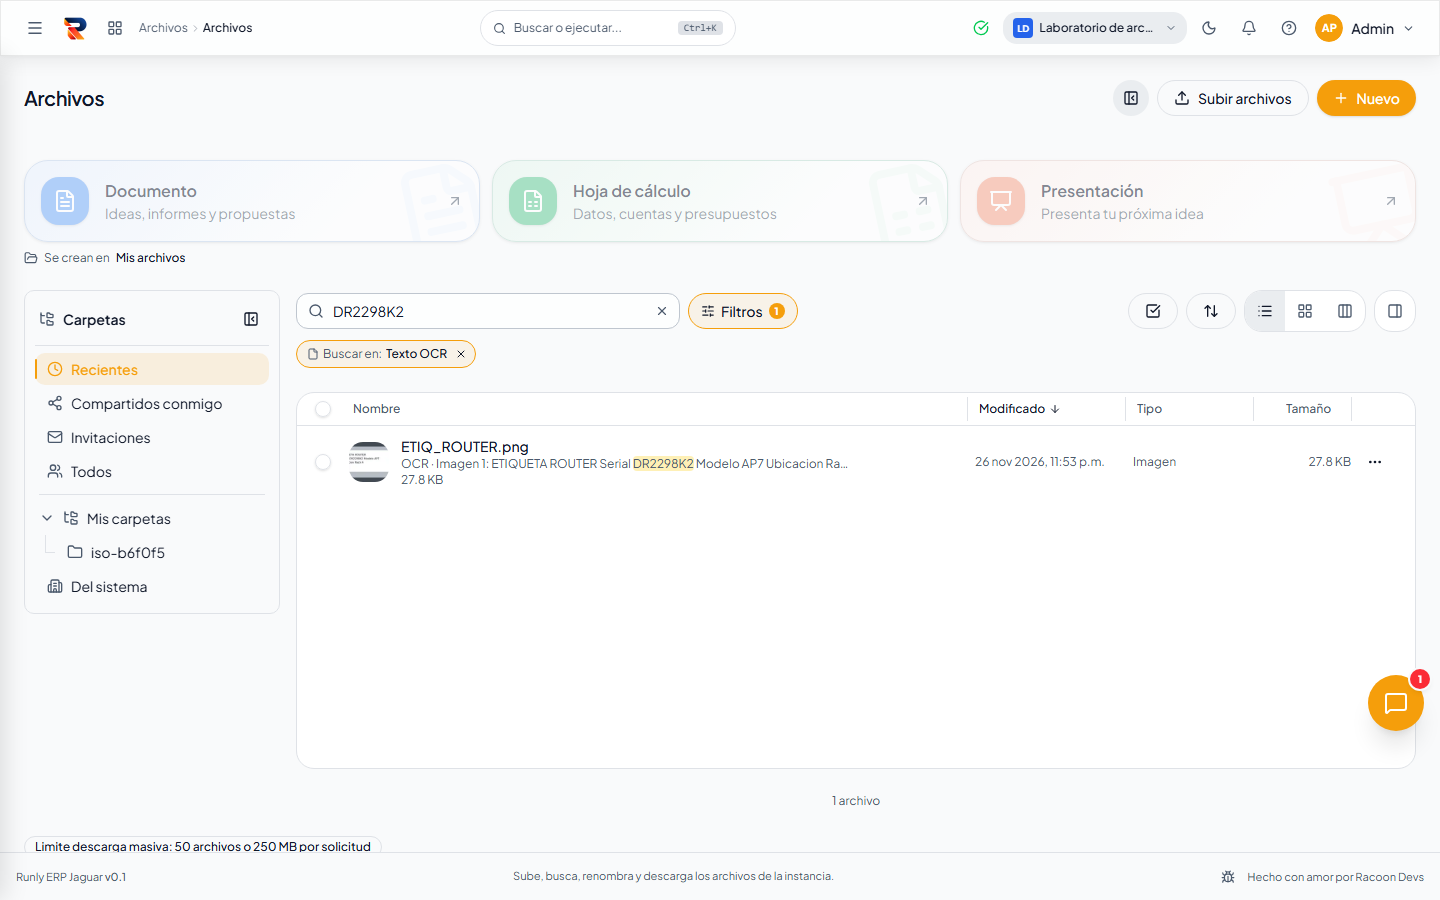 Archivos › Archivos
Buscar o ejecutar... Ctrl+K
LD Laboratorio de arc...
AP Admin
Archivos
Subir archivos
+ Nuevo
Documento
Ideas, informes y propuestas
Hoja de cálculo
Datos, cuentas y presupuestos
Presentación
Presenta tu próxima idea
Se crean en Mis archivos
Carpetas
Recientes
Compartidos conmigo
Invitaciones
Todos
Mis carpetas
iso-b6f0f5
Del sistema
DR2298K2
Filtros 1
Buscar en: Texto OCR
Nombre Modificado Tipo Tamaño
ETIQ_ROUTER.png
OCR · Imagen 1: ETIQUETA ROUTER Serial DR2298K2 Modelo AP7 Ubicacion Ra...
27.8 KB
26 nov 2026, 11:53 p.m. Imagen 27.8 KB
1
1 archivo
Limite descarga masiva: 50 archivos o 250 MB por solicitud
Runly ERP Jaguar v0.1
Sube, busca, renombra y descarga los archivos de la instancia.
Hecho con amor por Racoon Devs